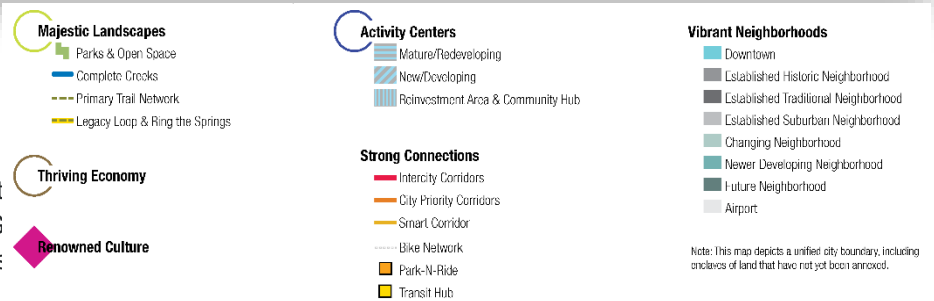 Majestic Landscapes
Parks & Open Space
Complete Creeks
Primary Trail Network
Legacy Loop & Ring the Springs
Thriving Economy
Renowned Culture
Activity Centers
Mature/Redeveloping
New/Developing
Reinvestment Area & Community Hub
Strong Connections
Intercity Corridors
City Priority Corridors
Smart Corridor
Bike Network
Park-N-Ride
Transit Hub
Vibrant Neighborhoods
Downtown
Established Historic Neighborhood
Established Traditional Neighborhood
Established Suburban Neighborhood
Changing Neighborhood
Newer Developing Neighborhood
Future Neighborhood
Airport
Note: This map depicts a unified city boundary, including
enclaves of land that have not yet been annexed.